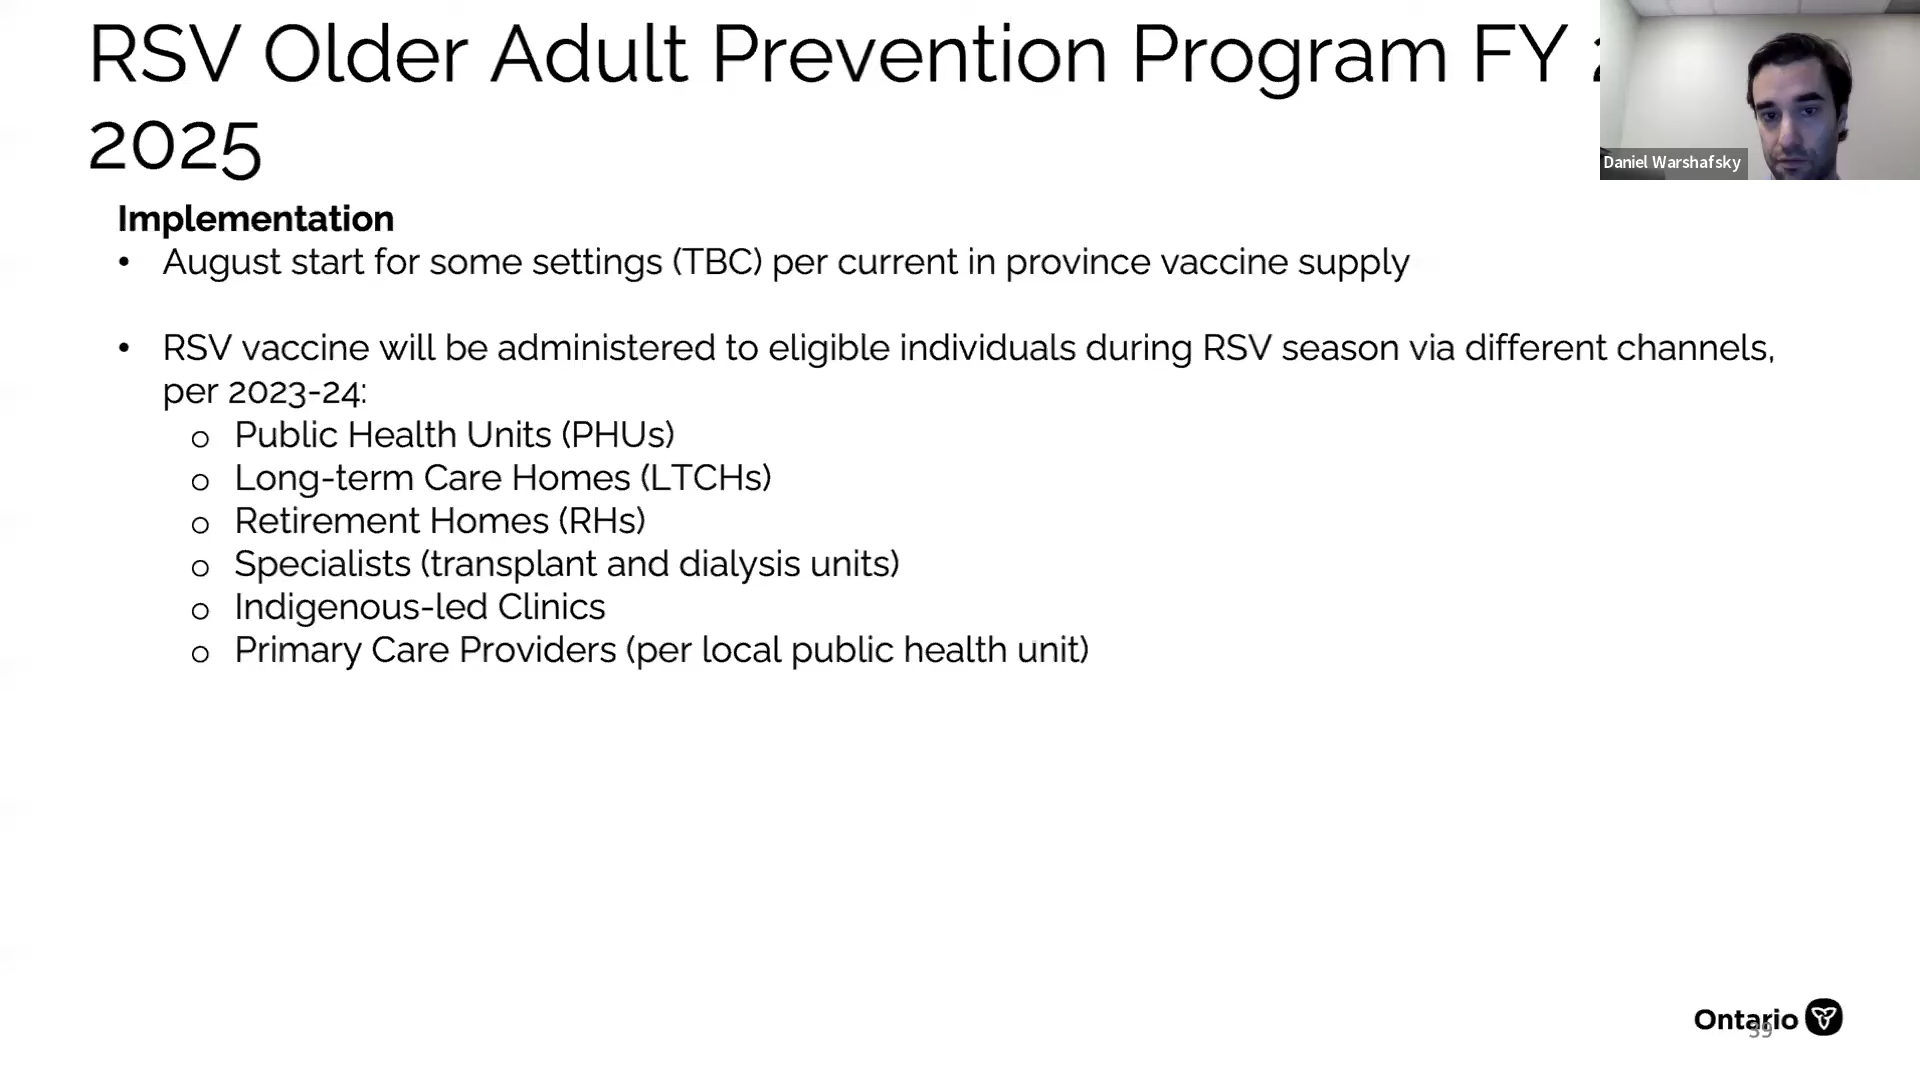 RSV Older Adult Prevention Program FY
2025
Daniel Warshafsky
Implementation
• August start for some settings (TBC) per current in province vaccine supply
• RSV vaccine will be administered to eligible individuals during RSV season via different channels,
per 2023-24:
o Public Health Units (PHUs)
o Long-term Care Homes (LTCHs)
o Retirement Homes (RHs)
o Specialists (transplant and dialysis units)
o Indigenous-led Clinics
o Primary Care Providers (per local public health unit)
Ontario
39